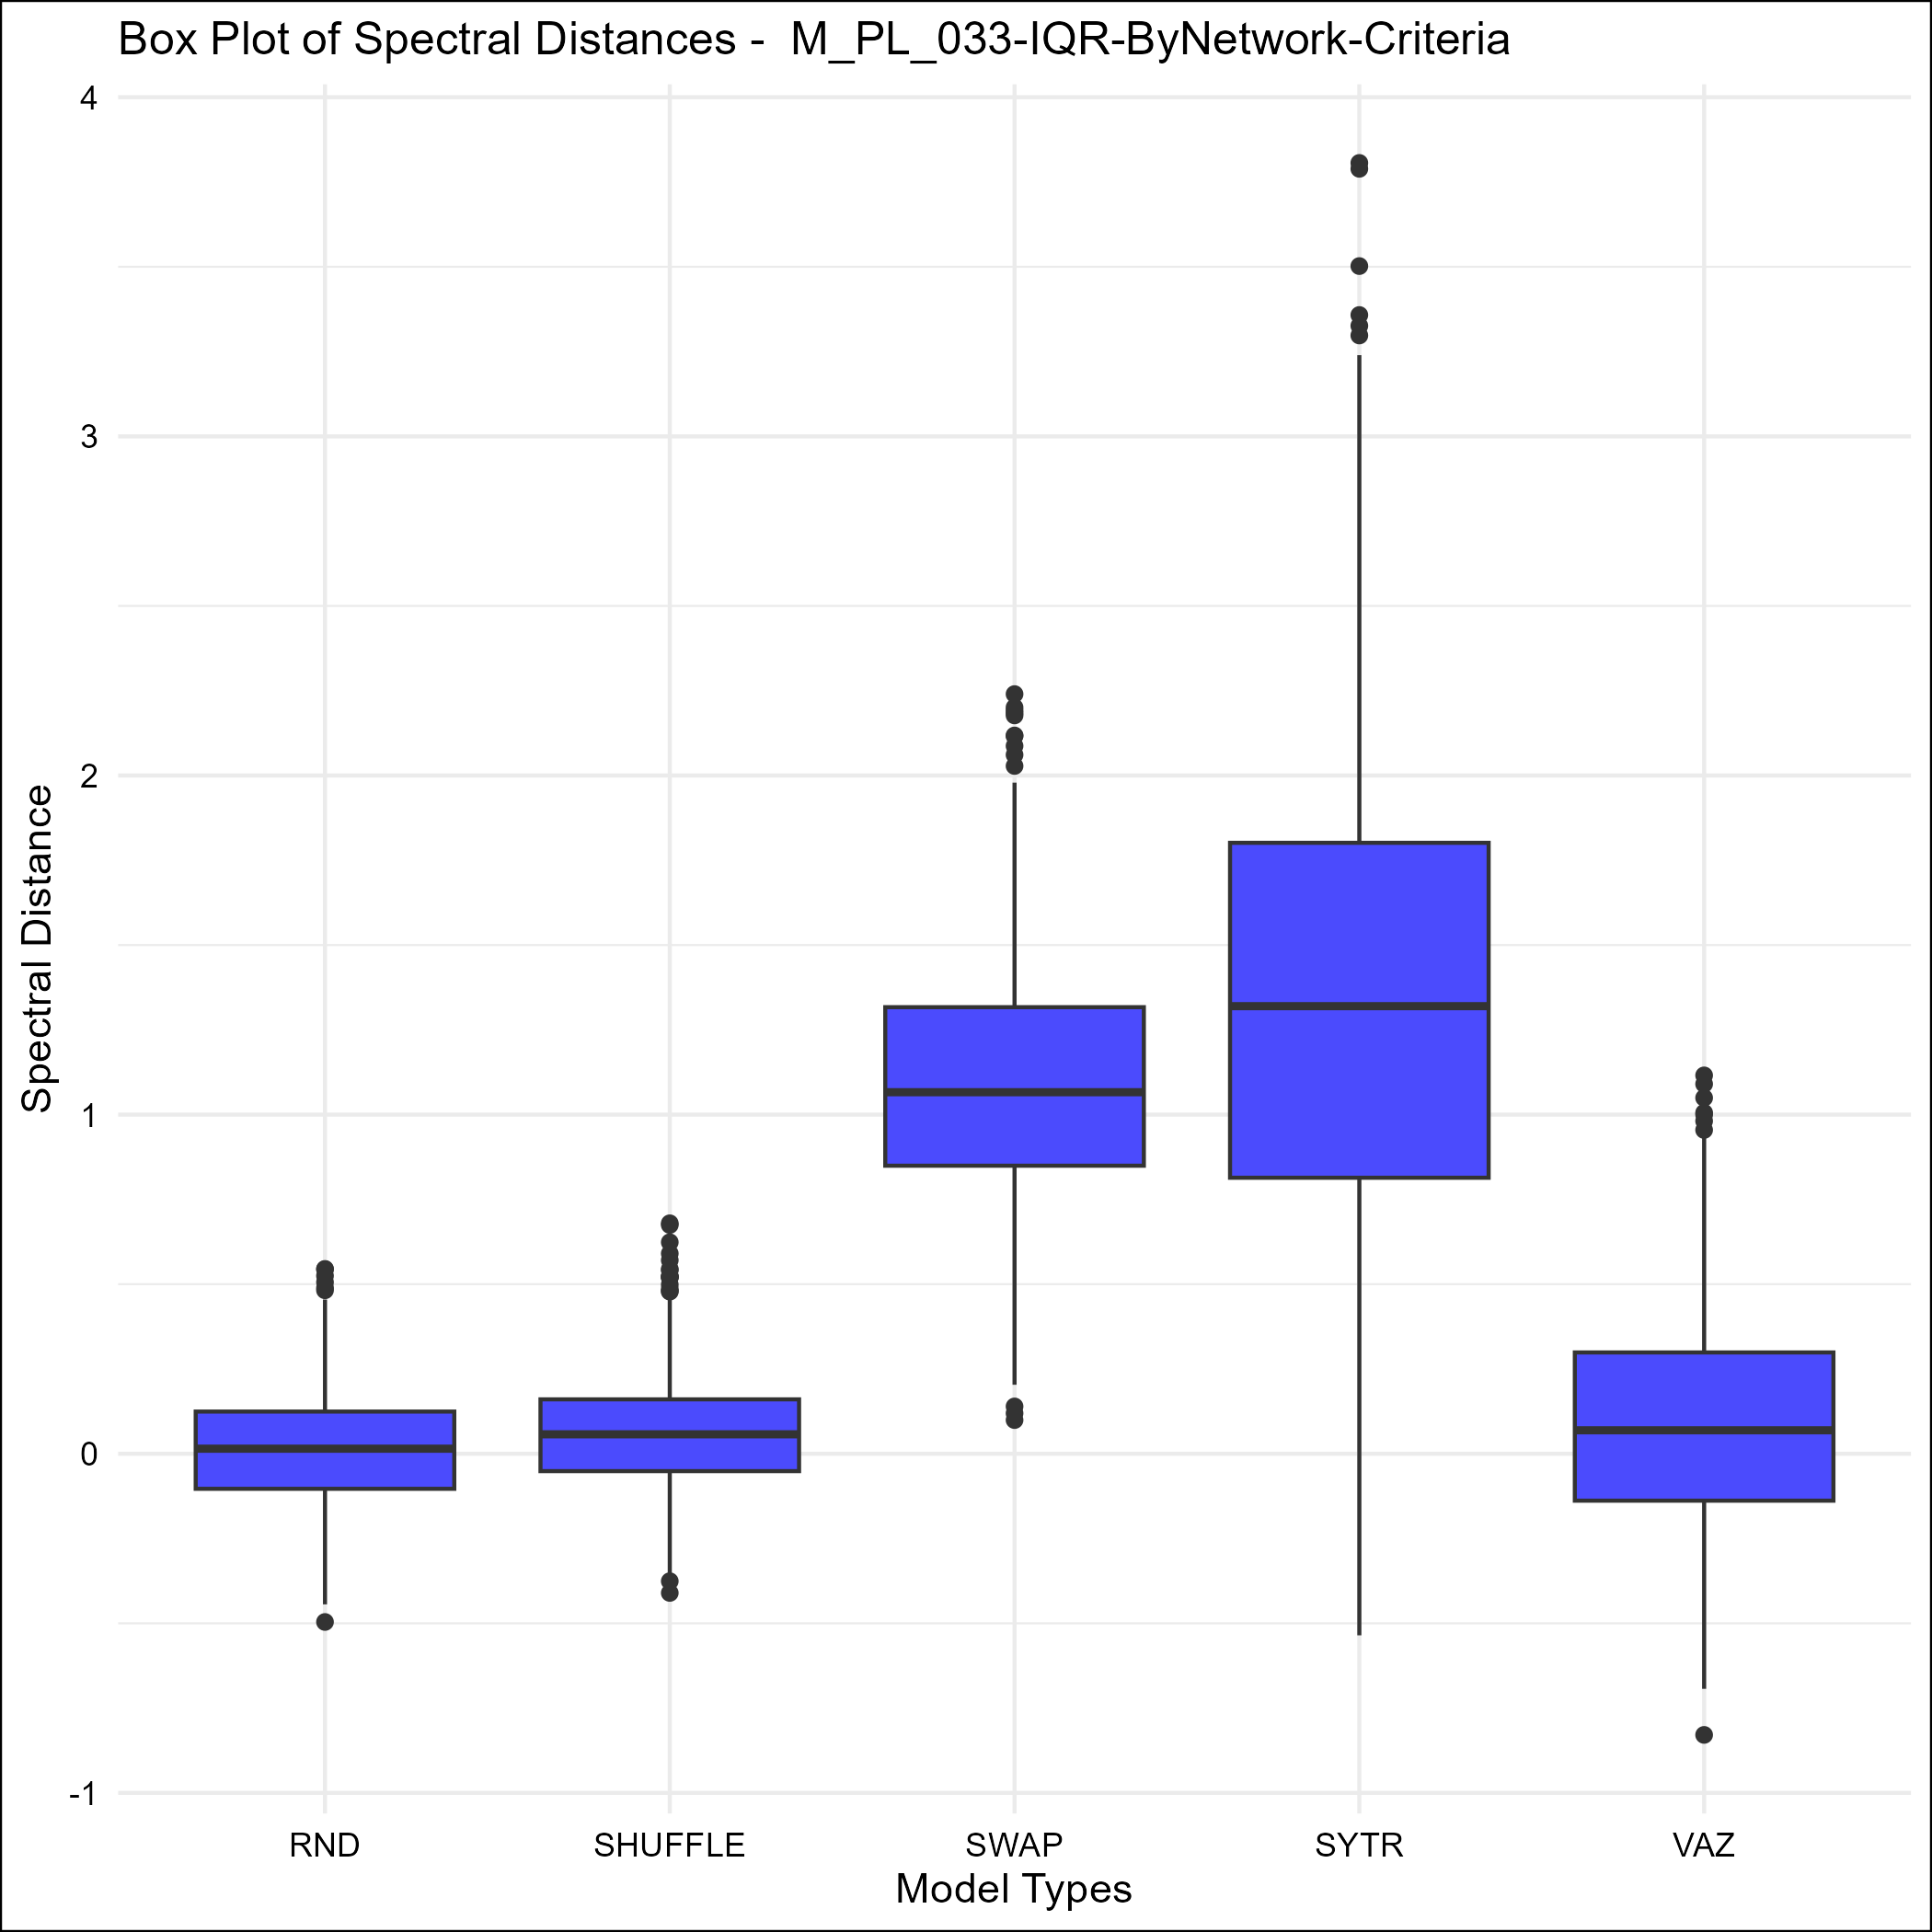 Box Plot of Spectral Distances -  M_PL_033-IQR-ByNetwork-Criteria
4
3
2
1
0
-1
Spectral Distance
RND SHUFFLE SWAP SYTR VAZ
Model Types